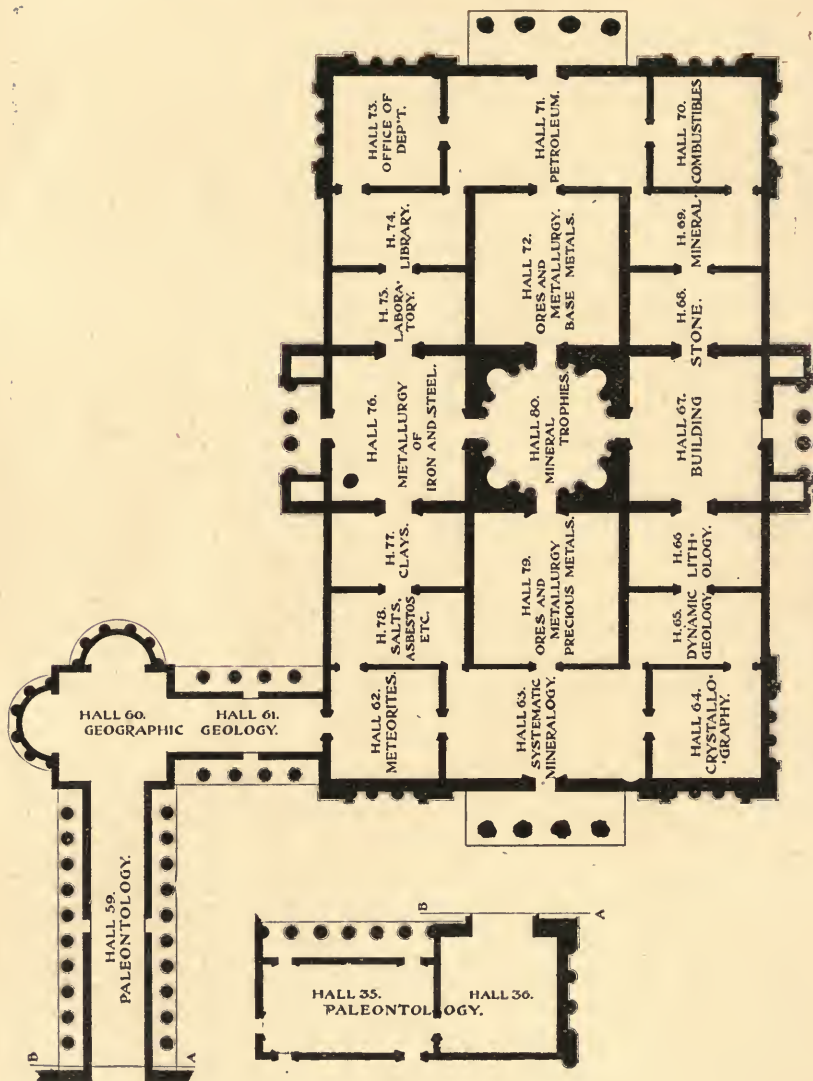 HALL 73.
OFFICE OF
DEP'T.
HALL 71.
PETROLEUM.
HALL 70.
COMBUSTIBLES
H. 74.
LIBRARY.
HALL 72.
ORES AND
METALLURGY.
BASE METALS.
H. 69.
MINERAL-
H. 75.
LABORA-
TORY.
H. 68.
STONE.
HALL 76.
METALLURGY
OF
IRON AND STEEL.
HALL 80.
MINERAL
TROPHIES.
HALL 67.
BUILDING
H. 77.
CLAYS.
HALL 79.
ORES AND
METALLURGY
PRECIOUS METALS.
H. 66
LITH-
OLOGY.
H. 78.
SALTS,
ASBESTOS
ETC.
H. 65.
DYNAMIC
GEOLOGY
HALL 60.
GEOGRAPHIC
HALL 61.
GEOLOGY.
HALL 62.
METEORITES.
HALL 63.
SYSTEMATIC
MINERALOGY.
HALL 64.
CRYSTALLO-
GRAPHY.
HALL 59.
PALEONTOLOGY.
B
A
B
A
HALL 35.
HALL 36.
PALEONTOLOGY.